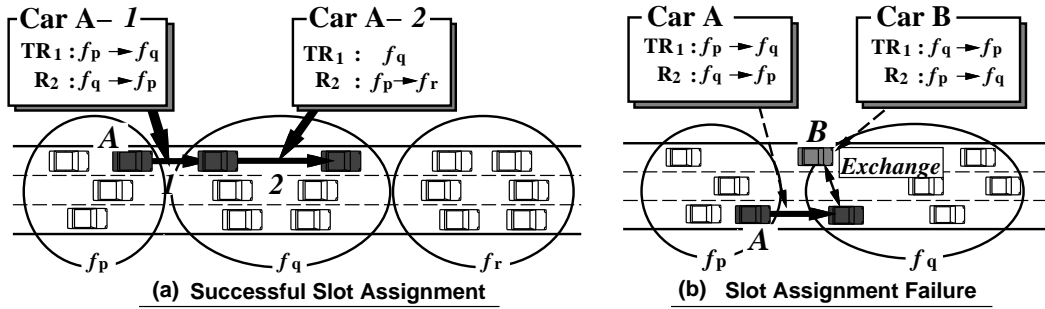 Car A– 1
TR1 : fp → fq
R2 : fq → fp
Car A– 2
TR1 : fq
R2 : fp → fr
A
1
2
fp
fq
fr
(a) Successful Slot Assignment
Car A
TR1 : fp → fq
R2 : fq → fp
Car B
TR1 : fq → fp
R2 : fp → fq
B
Exchange
A
fp
fq
(b) Slot Assignment Failure